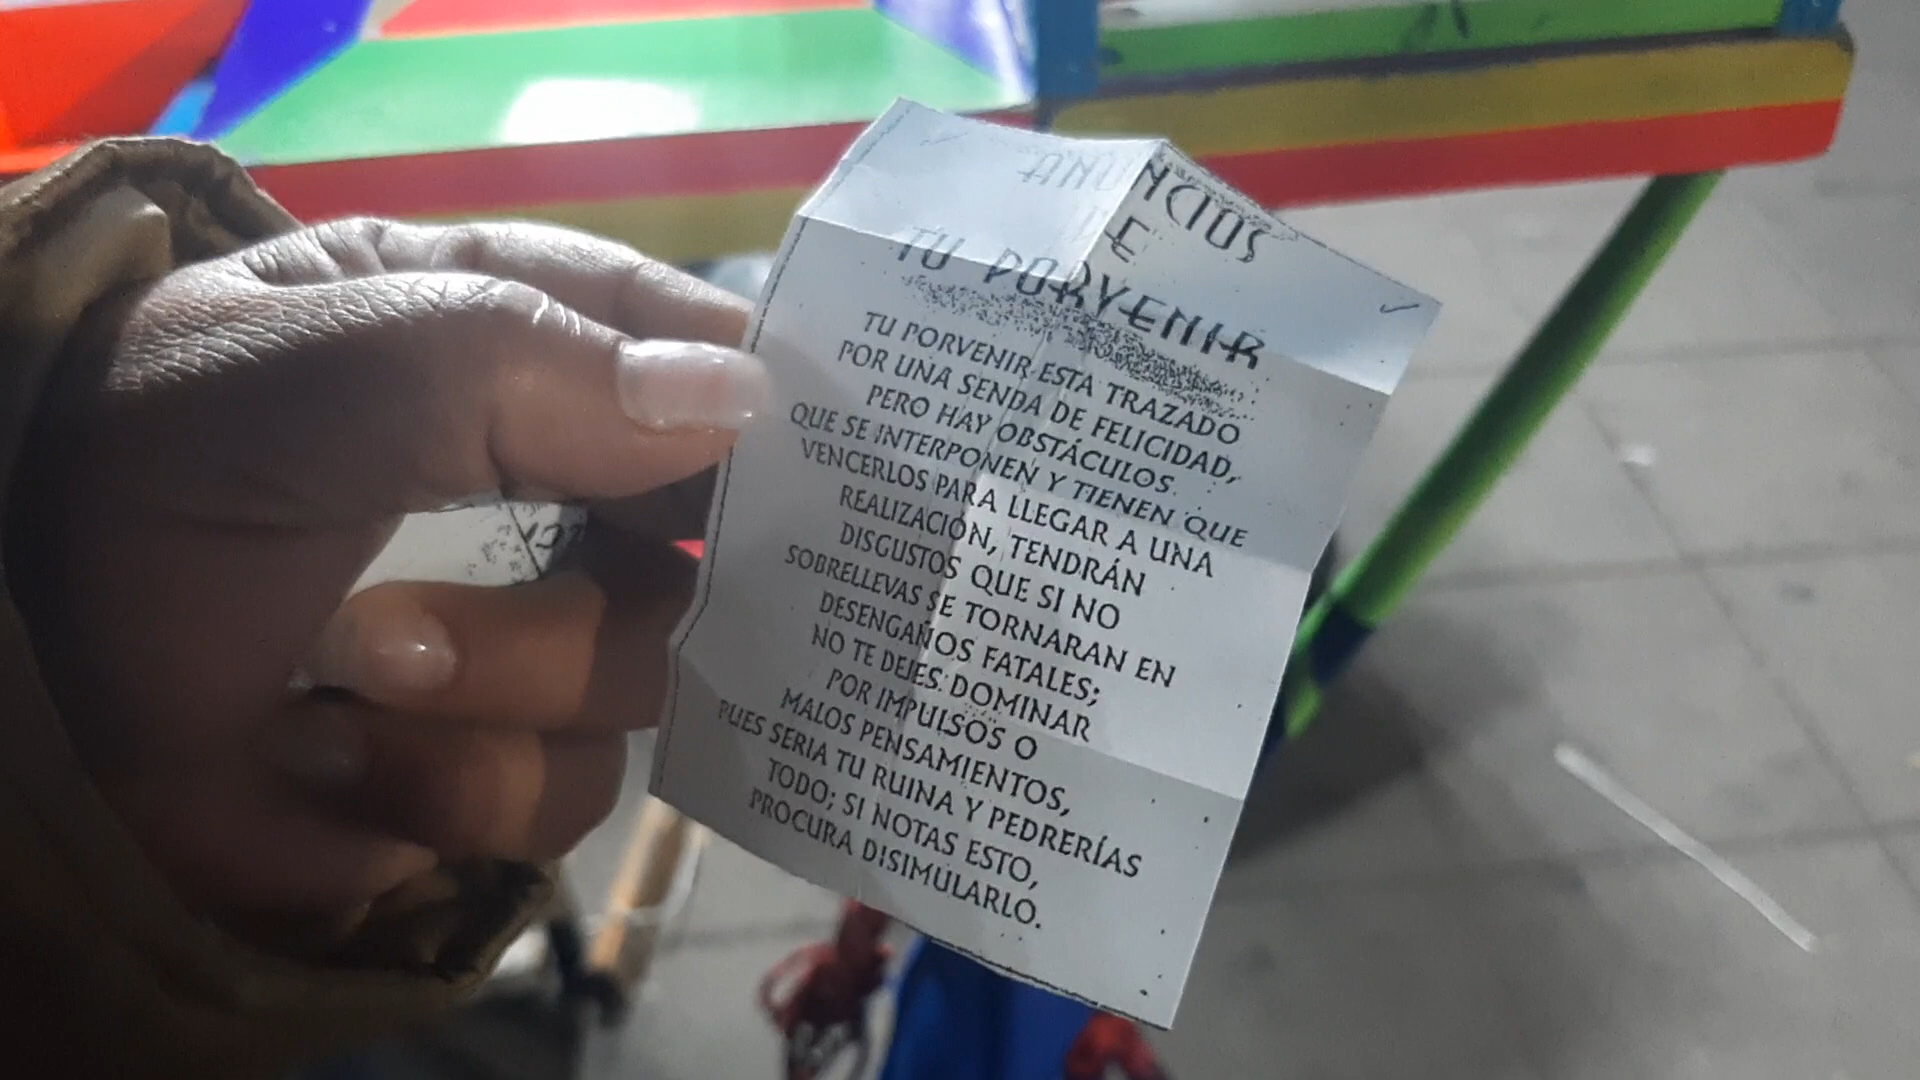 ANUNCIOS
DE
TU PORVENIR
TU PORVENIR ESTA TRAZADO
POR UNA SENDA DE FELICIDAD,
PERO HAY OBSTÁCULOS
QUE SE INTERPONEN Y TIENEN QUE
VENCERLOS PARA LLEGAR A UNA
REALIZACIÓN, TENDRÁN
DISGUSTOS QUE SI NO
SOBRELLEVAS SE TORNARAN EN
DESENGAÑOS FATALES;
NO TE DEJES DOMINAR
POR IMPULSOS O
MALOS PENSAMIENTOS,
PUES SERIA TU RUINA Y PEDRERÍAS
TODO; SI NOTAS ESTO,
PROCURA DISIMULARLO.